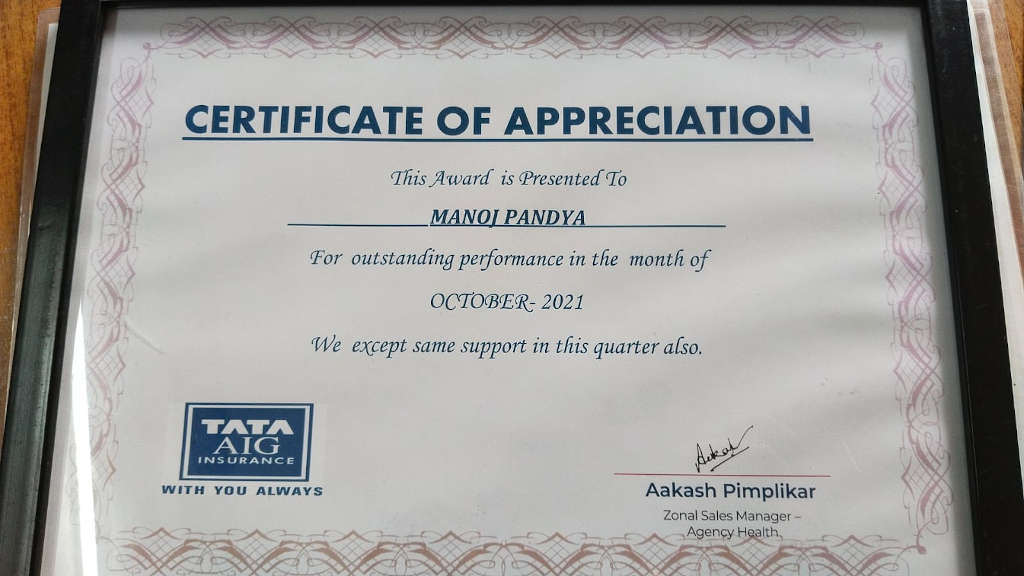 CERTIFICATE OF APPRECIATION
This Award is Presented To
MANOJ PANDYA
For outstanding performance in the month of
OCTOBER- 2021
We except same support in this quarter also.
TATA
AIG
INSURANCE
WITH YOU ALWAYS
Aakash
Aakash Pimplikar
Zonal Sales Manager –
Agency Health.